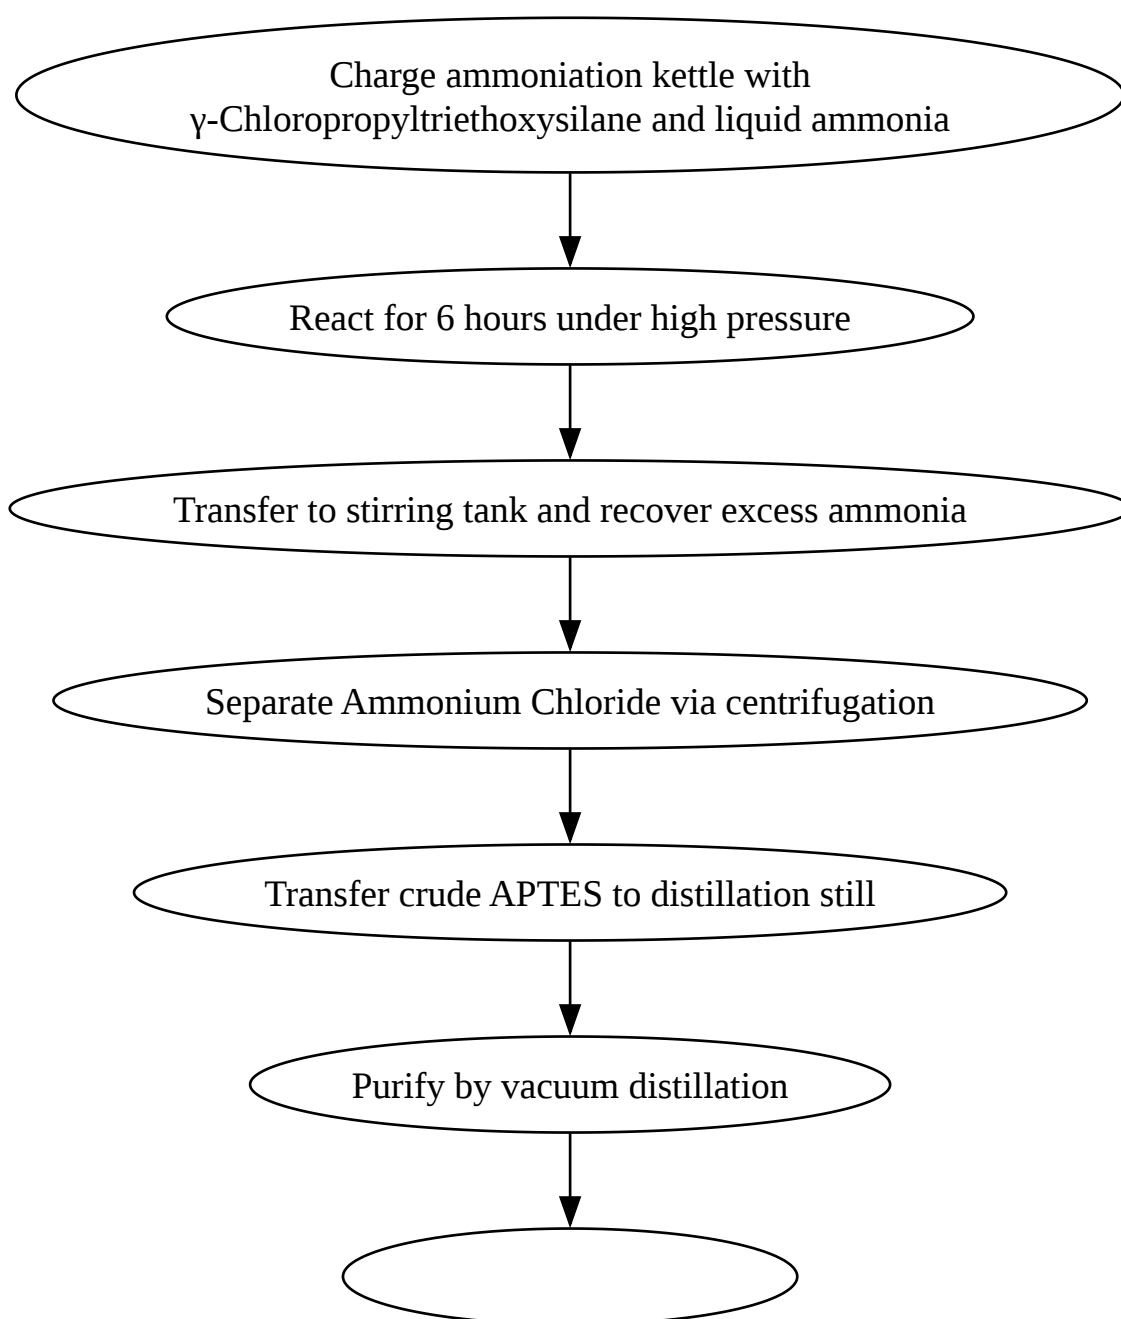 Charge ammoniation kettle with
γ-Chloropropyltriethoxysilane and liquid ammonia
React for 6 hours under high pressure
Transfer to stirring tank and recover excess ammonia
Separate Ammonium Chloride via centrifugation
Transfer crude APTES to distillation still
Purify by vacuum distillation